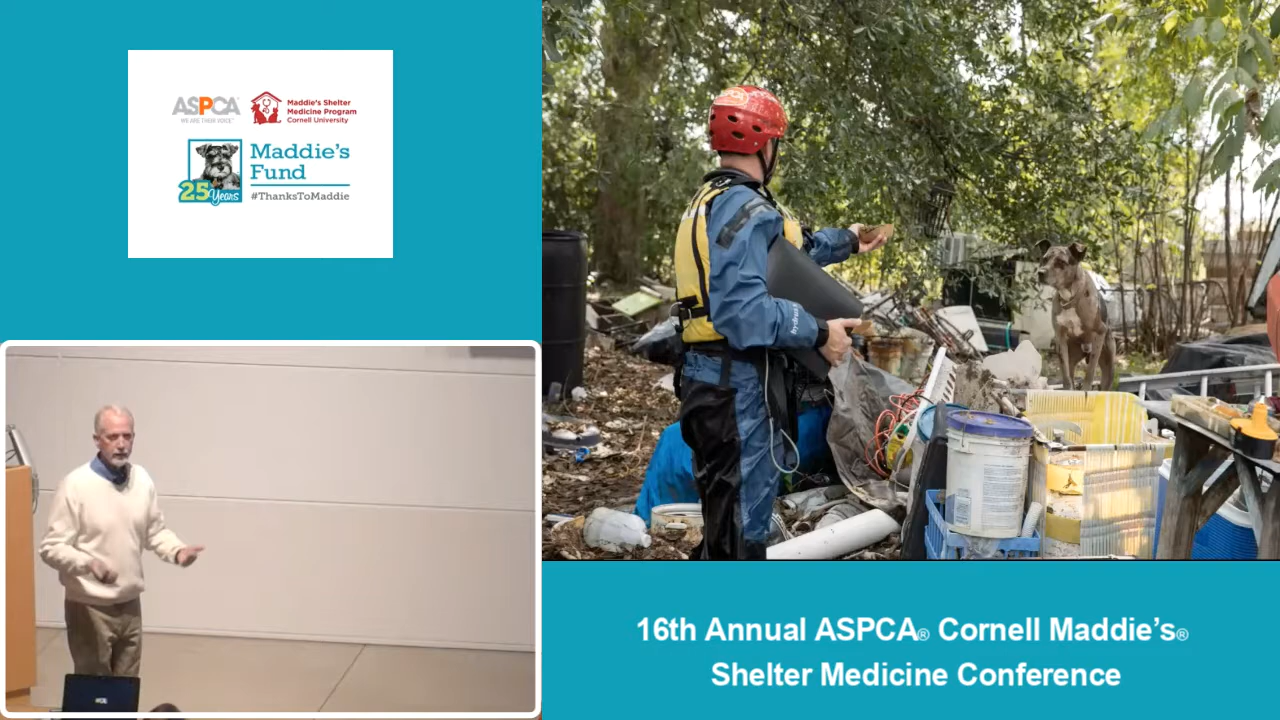 ASPCA
WE ARE THEIR VOICE
Maddie's Shelter
Medicine Program
Cornell University
Maddie's
Fund
25 Years
#ThanksToMaddie
16th Annual ASPCA® Cornell Maddie's®
Shelter Medicine Conference